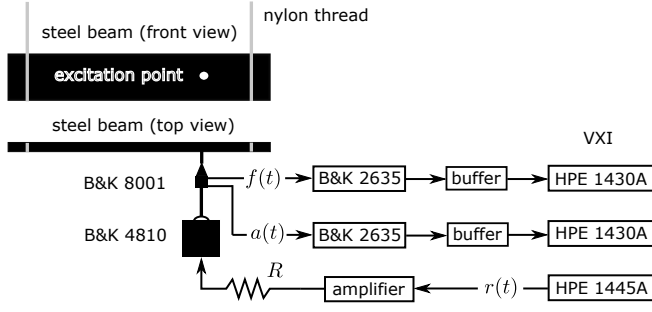 nylon thread
steel beam (front view)
excitation point
steel beam (top view)
VXI
B&K 8001 f(t) B&K 2635 buffer HPE 1430A
B&K 4810 a(t) B&K 2635 buffer HPE 1430A
R
amplifier r(t) HPE 1445A